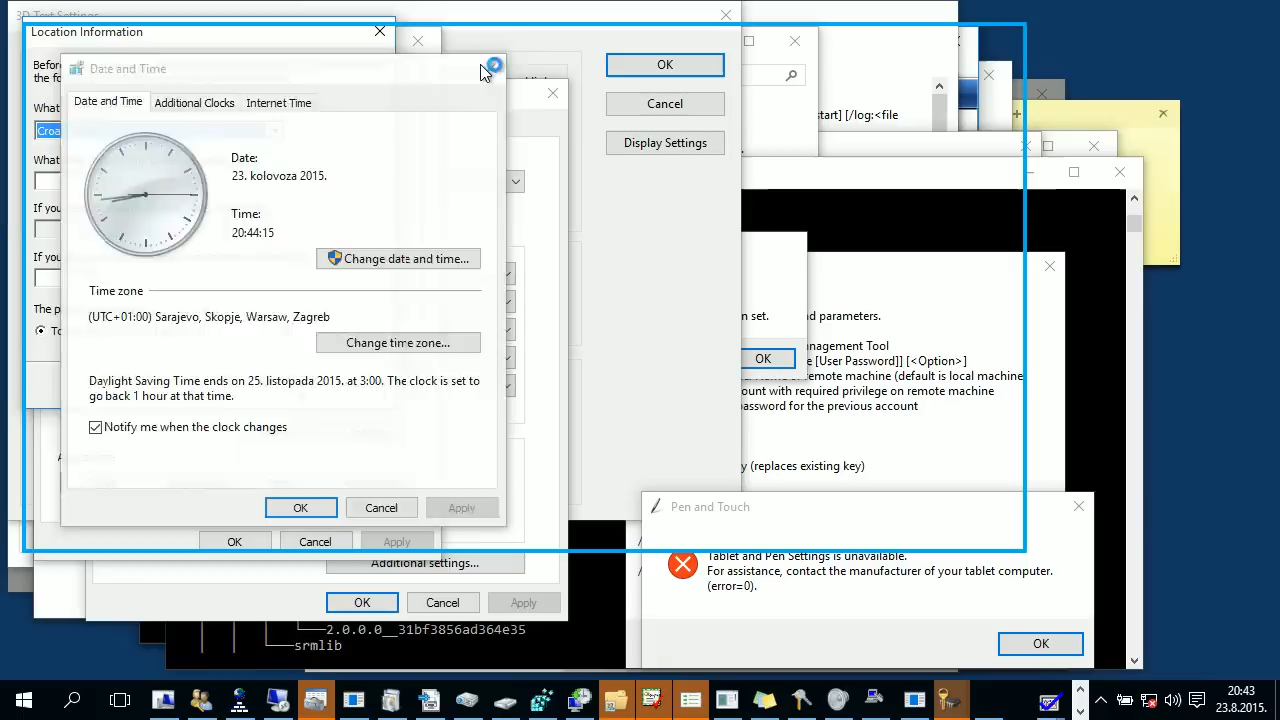 3D Text Settings
Location Information
Date and Time
Date and Time
Additional Clocks
Internet Time
Date:
23. kolovoza 2015.
Time:
20:44:15
Change date and time...
Time zone
(UTC+01:00) Sarajevo, Skopje, Warsaw, Zagreb
Change time zone...
Daylight Saving Time ends on 25. listopada 2015. at 3:00. The clock is set to
go back 1 hour at that time.
Notify me when the clock changes
OK
Cancel
Apply
Befor
the fo
What
Croa
What
If you
If you
The p
To
OK
Cancel
Apply
Additional settings...
OK
Cancel
Apply
OK
Cancel
Display Settings
start] [/log:<file
n set.
OK
and parameters.
anagement Tool
[User Password]] [<Option>]
remote machine (default is local machine
ount with required privilege on remote machine
password for the previous account
y (replaces existing key)
Pen and Touch
Tablet and Pen Settings is unavailable.
For assistance, contact the manufacturer of your tablet computer.
(error=0).
OK
2.0.0.0__31bf3856ad364e35
srmlib
20:43
23.8.2015.